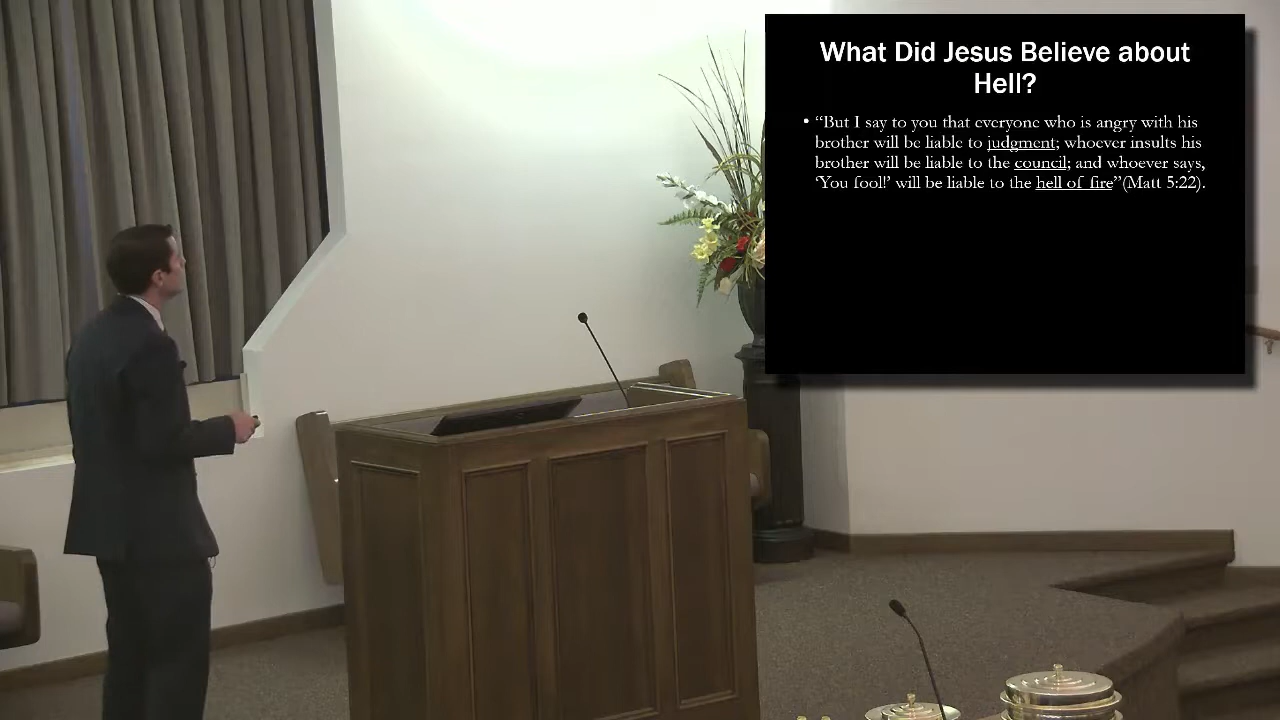 What Did Jesus Believe about
Hell?
• “But I say to you that everyone who is angry with his
brother will be liable to judgment; whoever insults his
brother will be liable to the council; and whoever says,
‘You fool!’ will be liable to the hell of fire”(Matt 5:22).